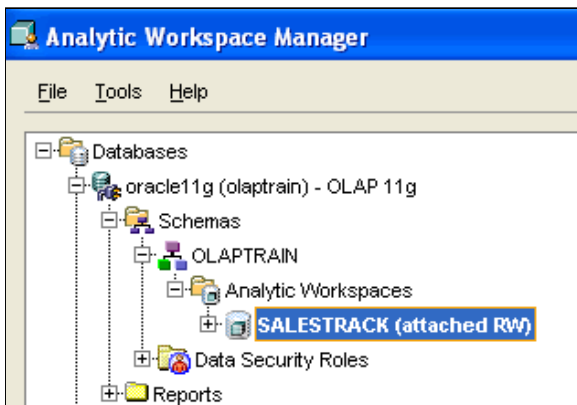 Analytic Workspace Manager
File Tools Help
Databases
oracle11g (olaptrain) - OLAP 11g
Schemas
OLAPTRAIN
Analytic Workspaces
SALESTRACK (attached RW)
Data Security Roles
Reports